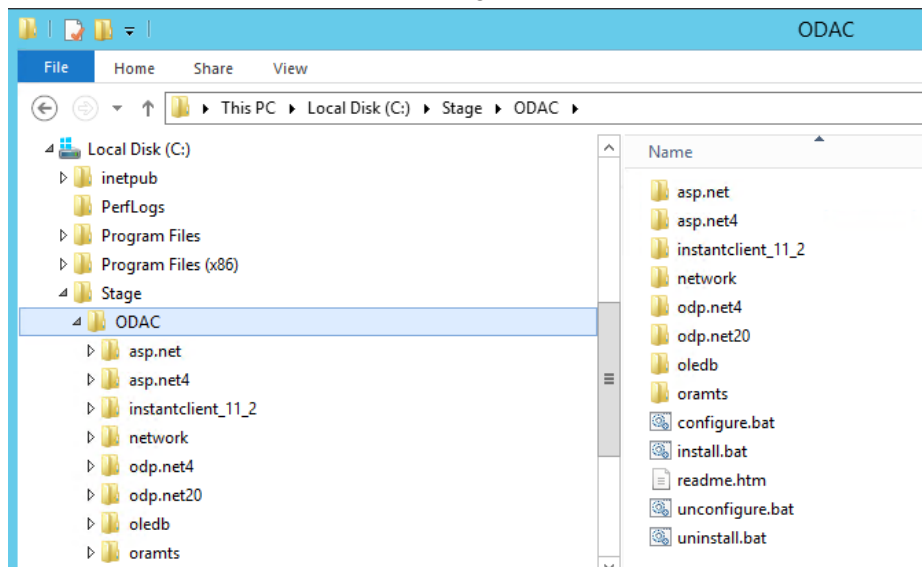 ODAC
File Home Share View
This PC Local Disk (C:) Stage ODAC
Local Disk (C:)
inetpub
PerfLogs
Program Files
Program Files (x86)
Stage
ODAC
asp.net
asp.net4
instantclient_11_2
network
odp.net4
odp.net20
oledb
oramts
Name
asp.net
asp.net4
instantclient_11_2
network
odp.net4
odp.net20
oledb
oramts
configure.bat
install.bat
readme.htm
unconfigure.bat
uninstall.bat